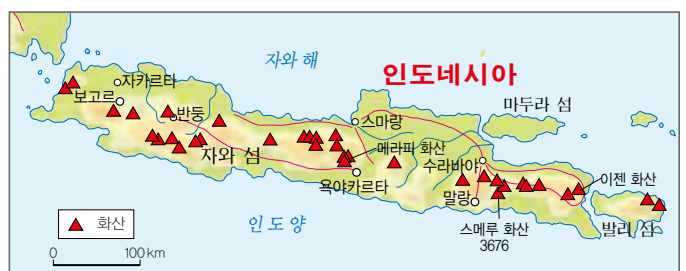 자와 해
인도네시아
자카르타
보고르
반둥
스마랑
마두라 섬
메라피 화산
자와 섬
수라바야
욕야카르타
이젠 화산
말랑
인 도 양
스메루 화산
3676
발리 섬
화산
0 100 km